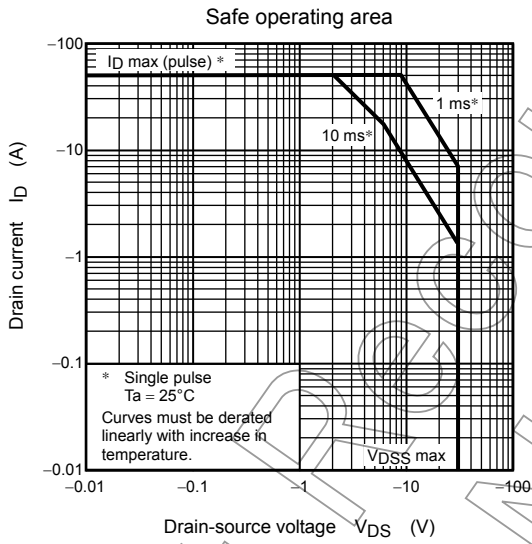 Safe operating area
−100
ID max (pulse) *
1 ms*
10 ms*
−10
−1
−0.1
* Single pulse
Ta = 25°C
Curves must be derated
linearly with increase in
temperature.
VDSS max
−0.01
−0.01 −0.1 −1 −10 −100
Drain current ID (A)
Drain-source voltage VDS (V)